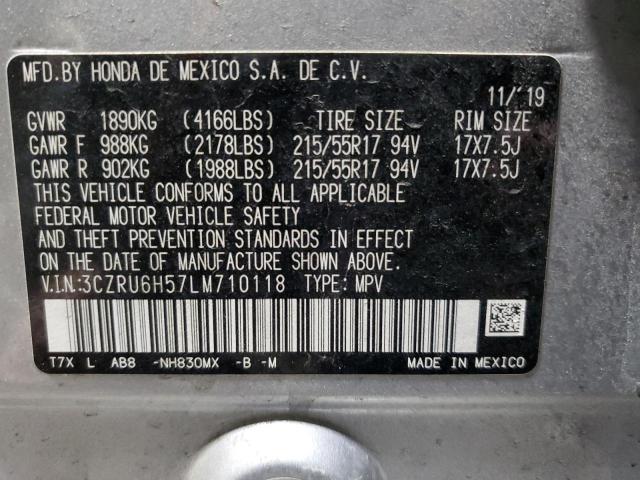 MFD.BY HONDA DE MEXICO S.A. DE C.V.
11/'19
GVWR 1890KG (4166LBS) TIRE SIZE RIM SIZE
GAWR F 988KG (2178LBS) 215/55R17 94V 17X7.5J
GAWR R 902KG (1988LBS) 215/55R17 94V 17X7.5J
THIS VEHICLE CONFORMS TO ALL APPLICABLE
FEDERAL MOTOR VEHICLE SAFETY
AND THEFT PREVENTION STANDARDS IN EFFECT
ON THE DATE OF MANUFACTURE SHOWN ABOVE.
V.I.N:3CZRU6H57LM710118 TYPE: MPV
T7X L AB8 -NH830MX -B -M MADE IN MEXICO